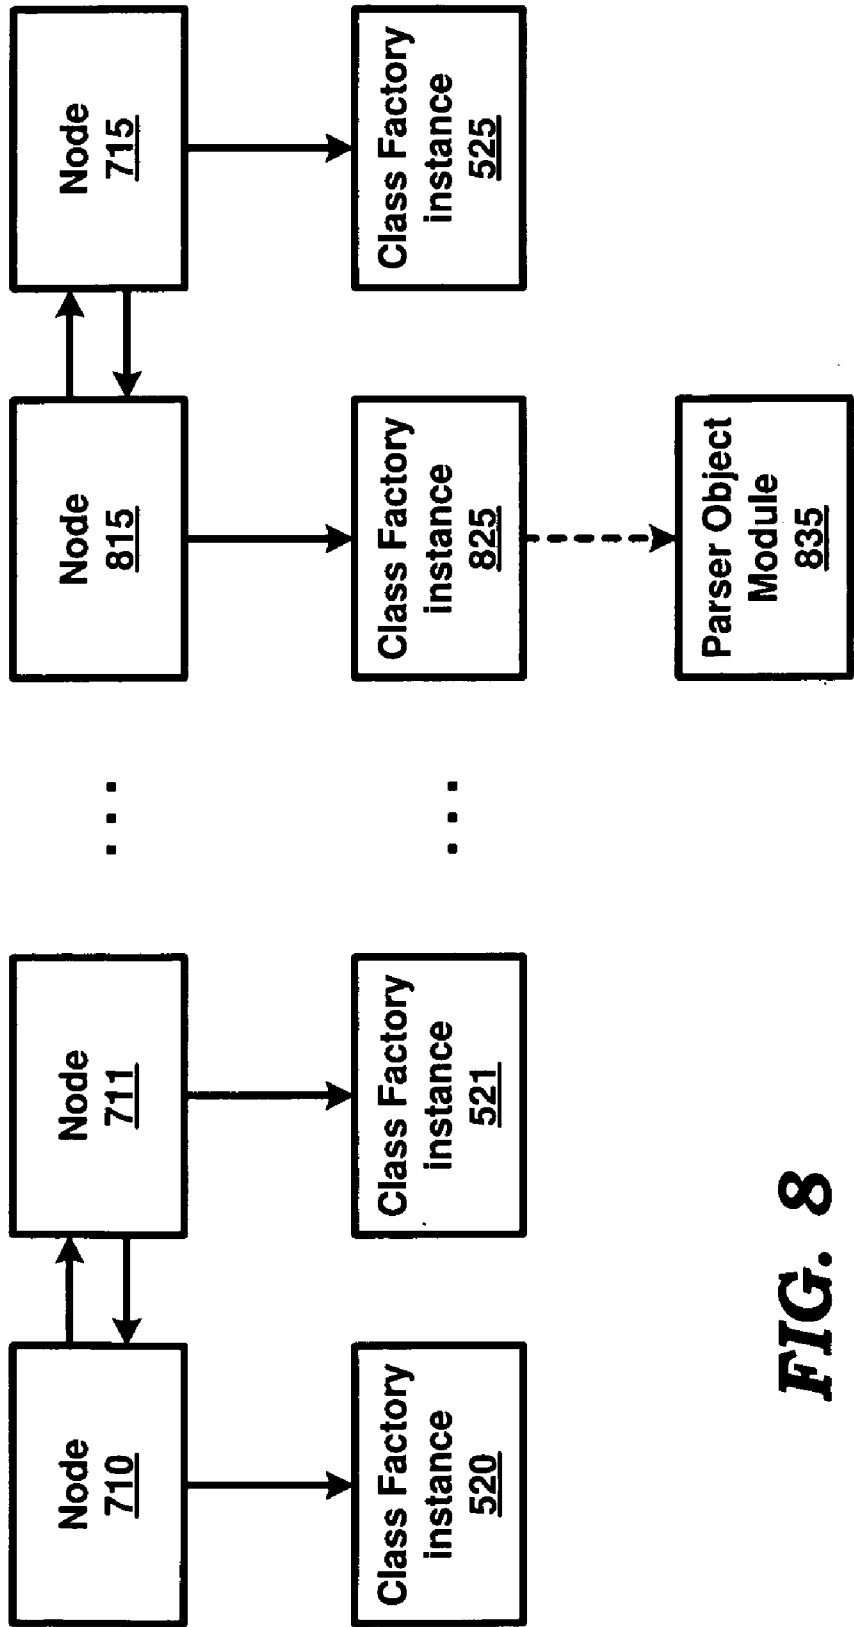 Node
710
Node
711
. . .
Node
815
Node
715
Class Factory
instance
520
Class Factory
instance
521
. . .
Class Factory
instance
825
Class Factory
instance
525
Parser Object
Module
835
FIG. 8